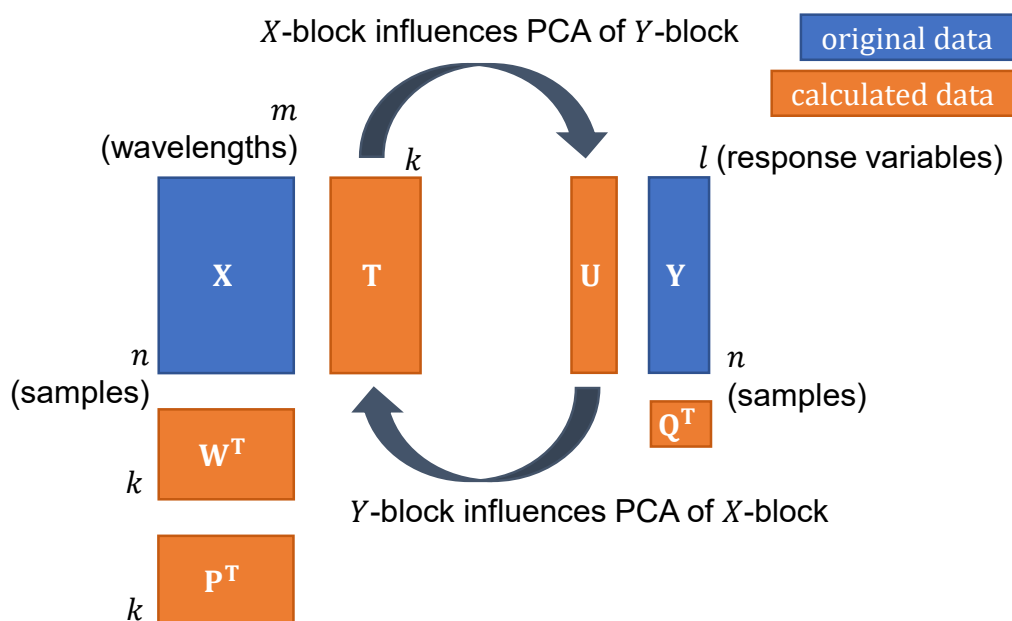 X-block influences PCA of Y-block
original data
calculated data
m
(wavelengths)
k
l (response variables)
X
T
U
Y
n
(samples)
n
(samples)
W^T
k
Q^T
Y-block influences PCA of X-block
P^T
k